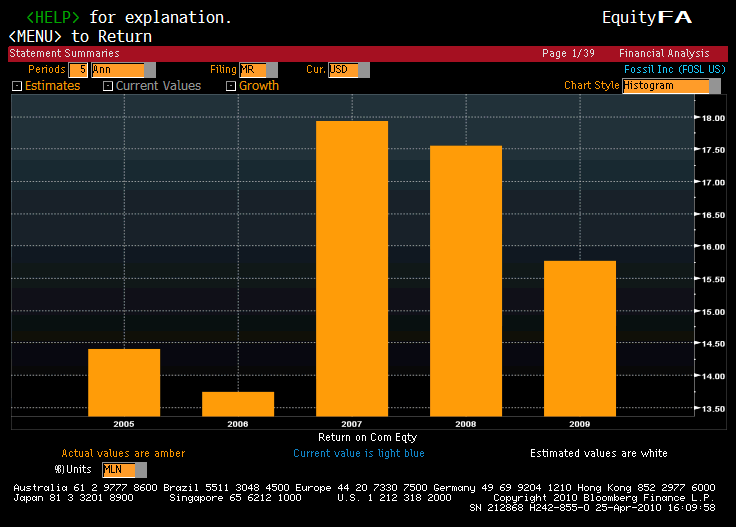 <HELP> for explanation. EquityFA
<MENU> to Return
Statement Summaries Page 1/39 Financial Analysis
Periods 5 Ann Filing MR Cur. USD Fossil Inc (FOSL US)
- Estimates - Current Values - Growth Chart Style Histogram
18.00
17.50
17.00
16.50
16.00
15.50
15.00
14.50
14.00
13.50
2005 2006 2007 2008 2009
Return on Com Eqty
Actual values are amber Current value is light blue Estimated values are white
Units MLN
Australia 61 2 9777 8600 Brazil 5511 3048 4500 Europe 44 20 7330 7500 Germany 49 69 9204 1210 Hong Kong 852 2977 6000
Japan 81 3 3201 8900 Singapore 65 6212 1000 U.S. 1 212 318 2000 Copyright 2010 Bloomberg Finance L.P.
SN 212868 H242-855-0 25-Apr-2010 16:09:58